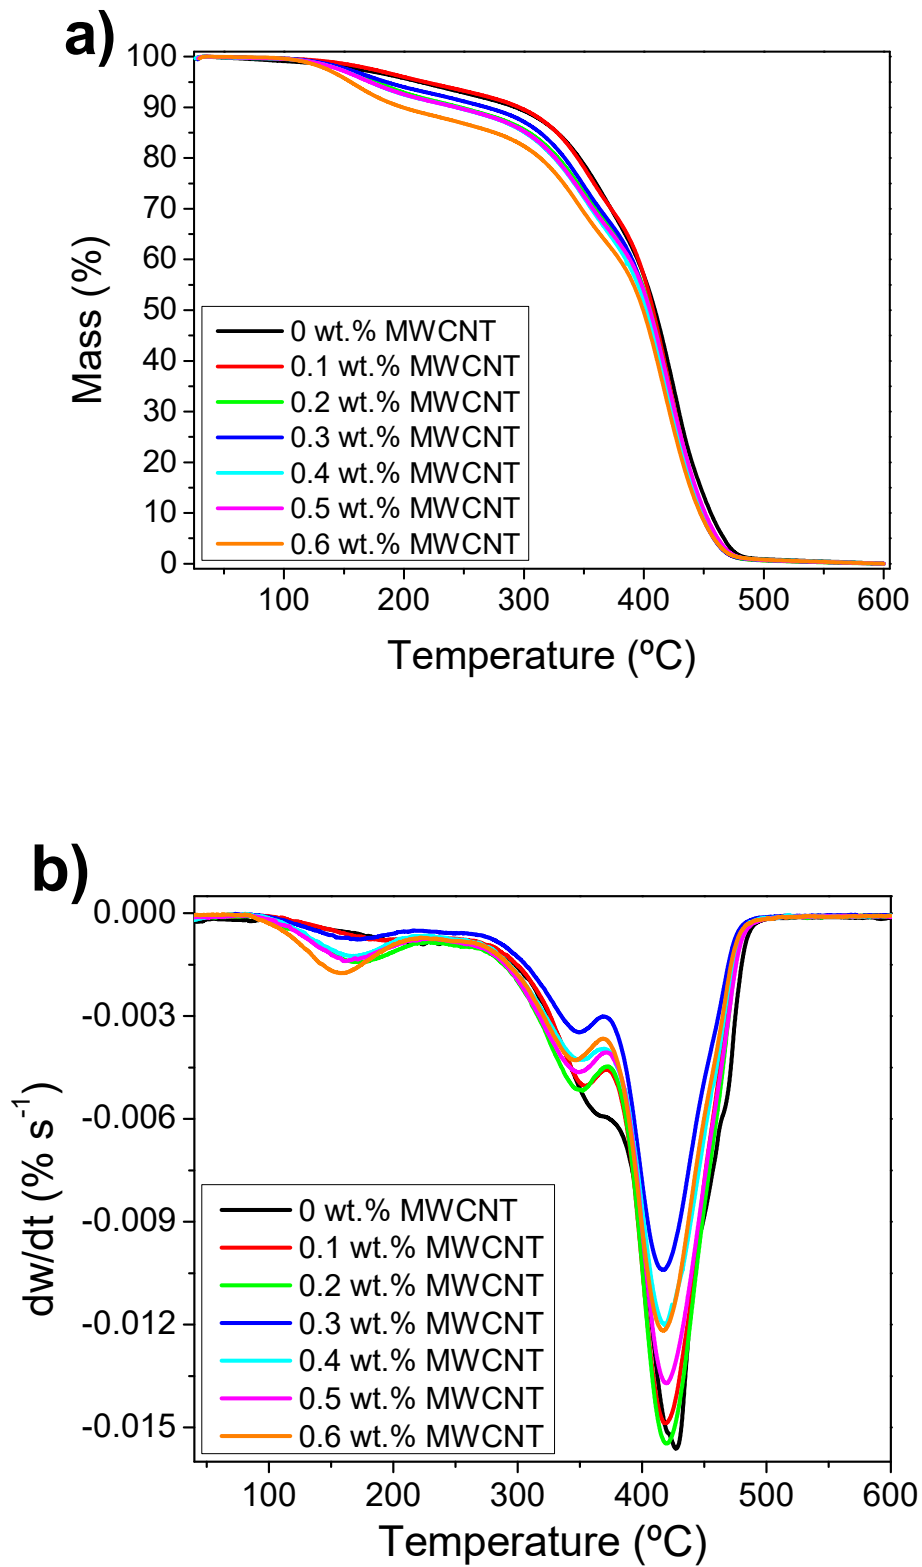 a)
100
90
80
70
60
50
40
30
20
10
0
Mass (%)
0 wt.% MWCNT
0.1 wt.% MWCNT
0.2 wt.% MWCNT
0.3 wt.% MWCNT
0.4 wt.% MWCNT
0.5 wt.% MWCNT
0.6 wt.% MWCNT
100 200 300 400 500 600
Temperature (ºC)
b)
0.000
-0.003
-0.006
-0.009
-0.012
-0.015
dw/dt (% s⁻¹)
0 wt.% MWCNT
0.1 wt.% MWCNT
0.2 wt.% MWCNT
0.3 wt.% MWCNT
0.4 wt.% MWCNT
0.5 wt.% MWCNT
0.6 wt.% MWCNT
100 200 300 400 500 600
Temperature (ºC)